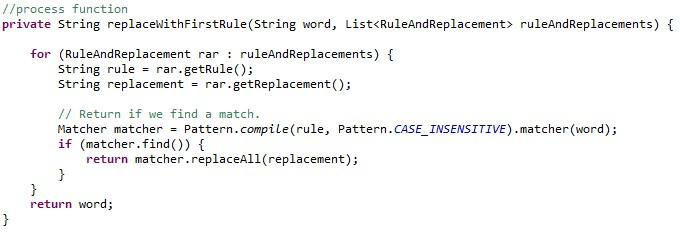 //process function
private String replaceWithFirstRule(String word, List<RuleAndReplacement> ruleAndReplacements) {
for (RuleAndReplacement rar : ruleAndReplacements) {
String rule = rar.getRule();
String replacement = rar.getReplacement();
// Return if we find a match.
Matcher matcher = Pattern.compile(rule, Pattern.CASE_INSENSITIVE).matcher(word);
if (matcher.find()) {
return matcher.replaceAll(replacement);
}
}
return word;
}